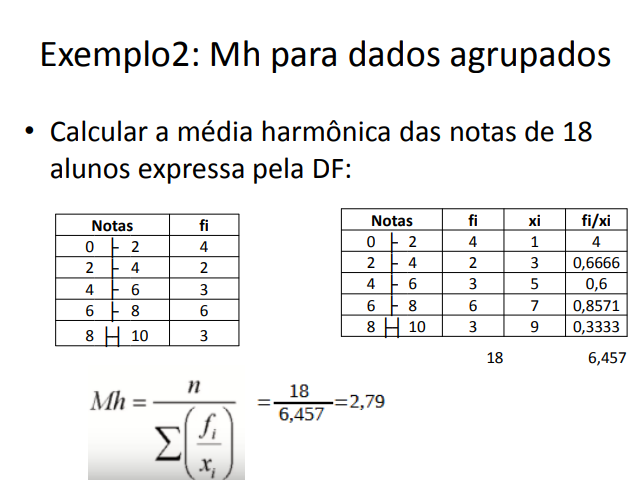 Exemplo2: Mh para dados agrupados
• Calcular a média harmônica das notas de 18
alunos expressa pela DF:
Notas fi
0 ├ 2 4
2 ├ 4 2
4 ├ 6 3
6 ├ 8 6
8 H 10 3
Notas fi xi fi/xi
0 ├ 2 4 1 4
2 ├ 4 2 3 0,6666
4 ├ 6 3 5 0,6
6 ├ 8 6 7 0,8571
8 H 10 3 9 0,3333
18 6,457
Mh = n / ∑(fi / xi) = 18 / 6,457 = 2,79